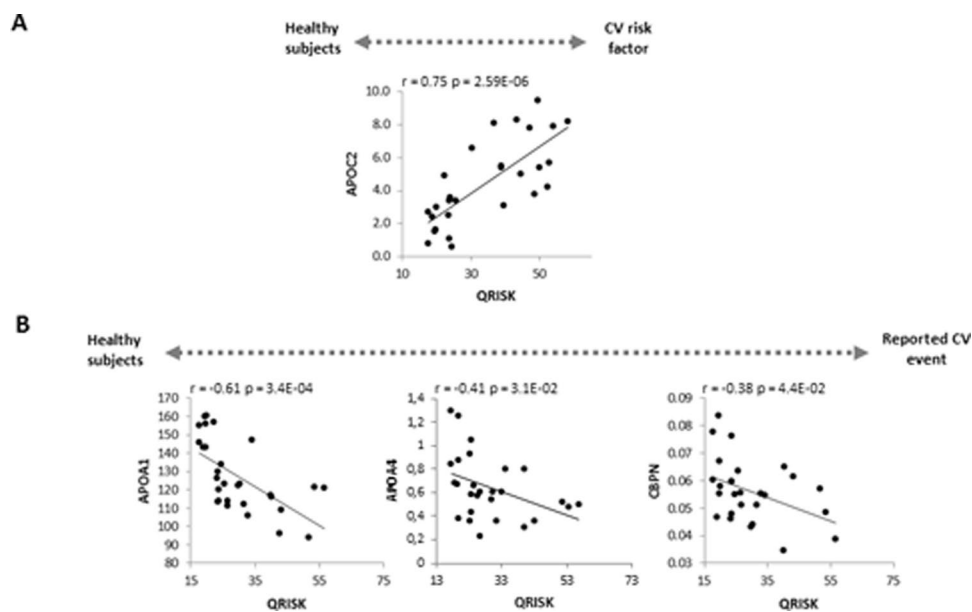 A
Healthy subjects
CV risk factor
r = 0.75 p = 2.59E-06
10.0
8.0
6.0
4.0
2.0
0.0
APOC2
10 30 50
QRISK
B
Healthy subjects
Reported CV event
r = -0.61 p = 3.4E-04
170
160
150
140
130
120
110
100
90
80
APOA1
15 35 55 75
QRISK
r = -0.41 p = 3.1E-02
1,4
1,2
1
0,8
0,6
0,4
0,2
0
APOA4
13 33 53 73
QRISK
r = -0.38 p = 4.4E-02
0.09
0.08
0.07
0.06
0.05
0.04
0.03
CBPN
15 35 55 75
QRISK